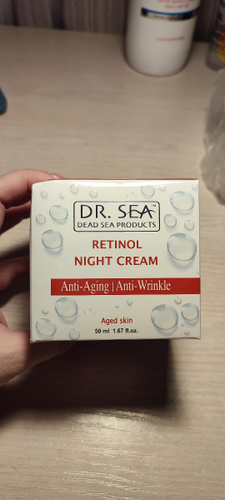 DR. SEA™
DEAD SEA PRODUCTS
RETINOL
NIGHT CREAM
Anti-Aging | Anti-Wrinkle
Aged skin
50 ml 1.67 fl.oz.